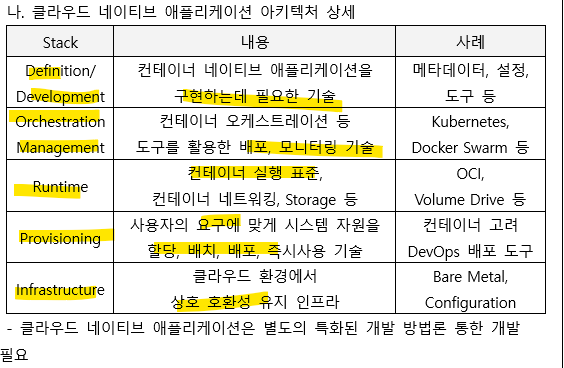 나. 클라우드 네이티브 애플리케이션 아키텍처 상세
Stack 내용 사례
Definition/ 컨테이너 네이티브 애플리케이션을 메타데이터, 설정,
Development 구현하는데 필요한 기술 도구 등
Orchestration 컨테이너 오케스트레이션 등 Kubernetes,
Management 도구를 활용한 배포, 모니터링 기술 Docker Swarm 등
Runtime 컨테이너 실행 표준, OCI,
컨테이너 네트워킹, Storage 등 Volume Drive 등
Provisioning 사용자의 요구에 맞게 시스템 자원을 컨테이너 고려
할당, 배치, 배포, 즉시사용 기술 DevOps 배포 도구
Infrastructure 클라우드 환경에서 Bare Metal,
상호 호환성 유지 인프라 Configuration
- 클라우드 네이티브 애플리케이션은 별도의 특화된 개발 방법론 통한 개발
필요